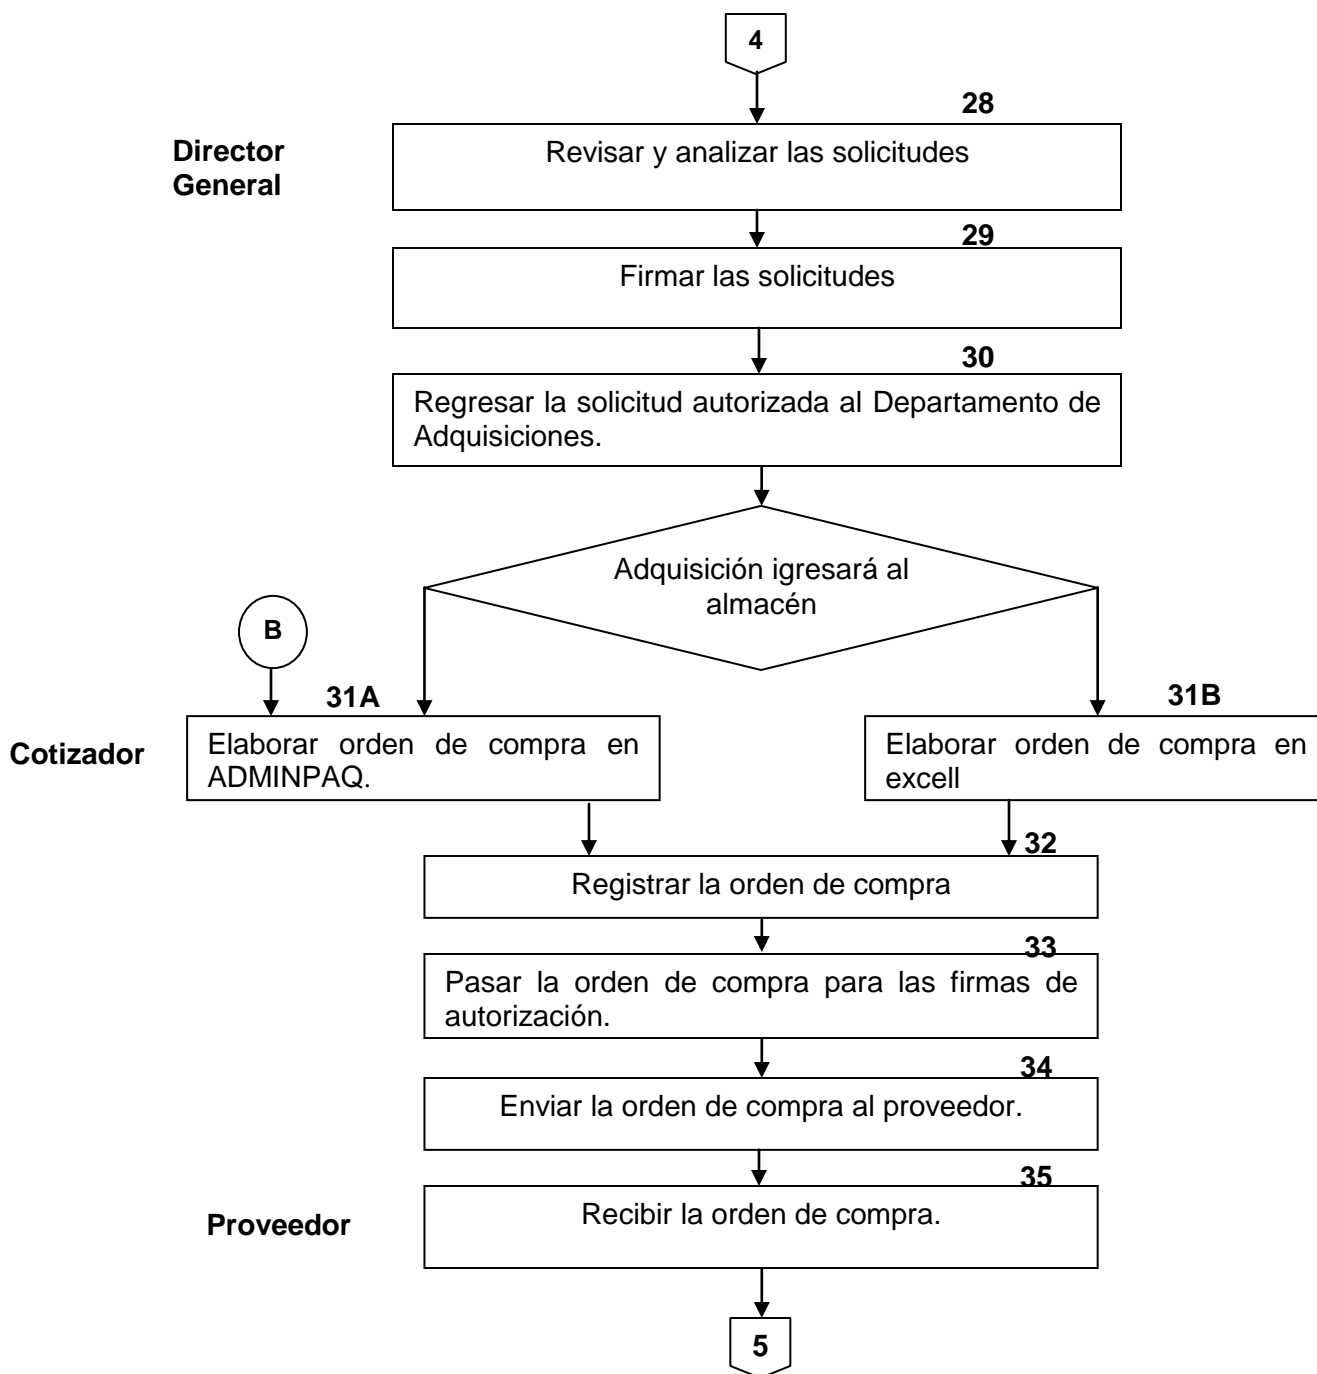 4
28
Director
General
Revisar y analizar las solicitudes
29
Firmar las solicitudes
30
Regresar la solicitud autorizada al Departamento de
Adquisiciones.
Adquisición igresará al
almacén
B
31A
31B
Cotizador
Elaborar orden de compra en
ADMINPAQ.
Elaborar orden de compra en
excell
32
Registrar la orden de compra
33
Pasar la orden de compra para las firmas de
autorización.
34
Enviar la orden de compra al proveedor.
35
Proveedor
Recibir la orden de compra.
5